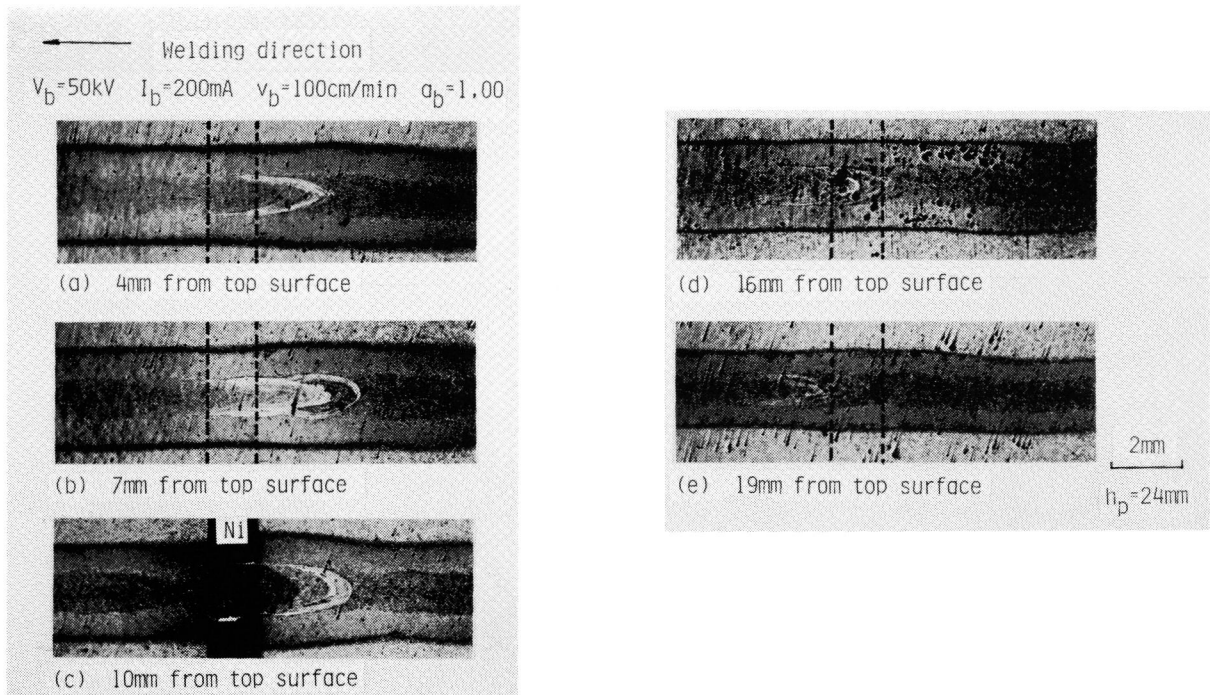 Welding direction
V_b=50kV I_b=200mA v_b=100cm/min a_b=1.00
(a) 4mm from top surface
(b) 7mm from top surface
Ni
(c) 10mm from top surface
(d) 16mm from top surface
(e) 19mm from top surface
2mm
h_p=24mm